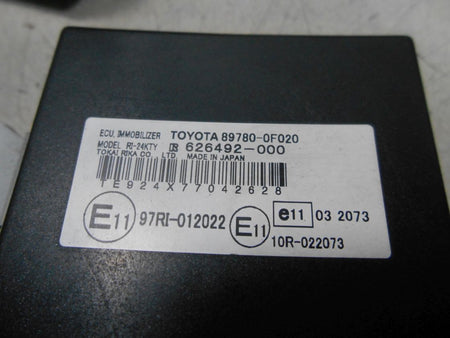 ECU, IMMOBILIZER TOYOTA 89780-0F020
MODEL RI-24KTY 626492-000
TOKAI RIKA CO., LTD. MADE IN JAPAN
TE924X77042628
E11 97RI-012022 E11 e11 03 2073
10R-022073